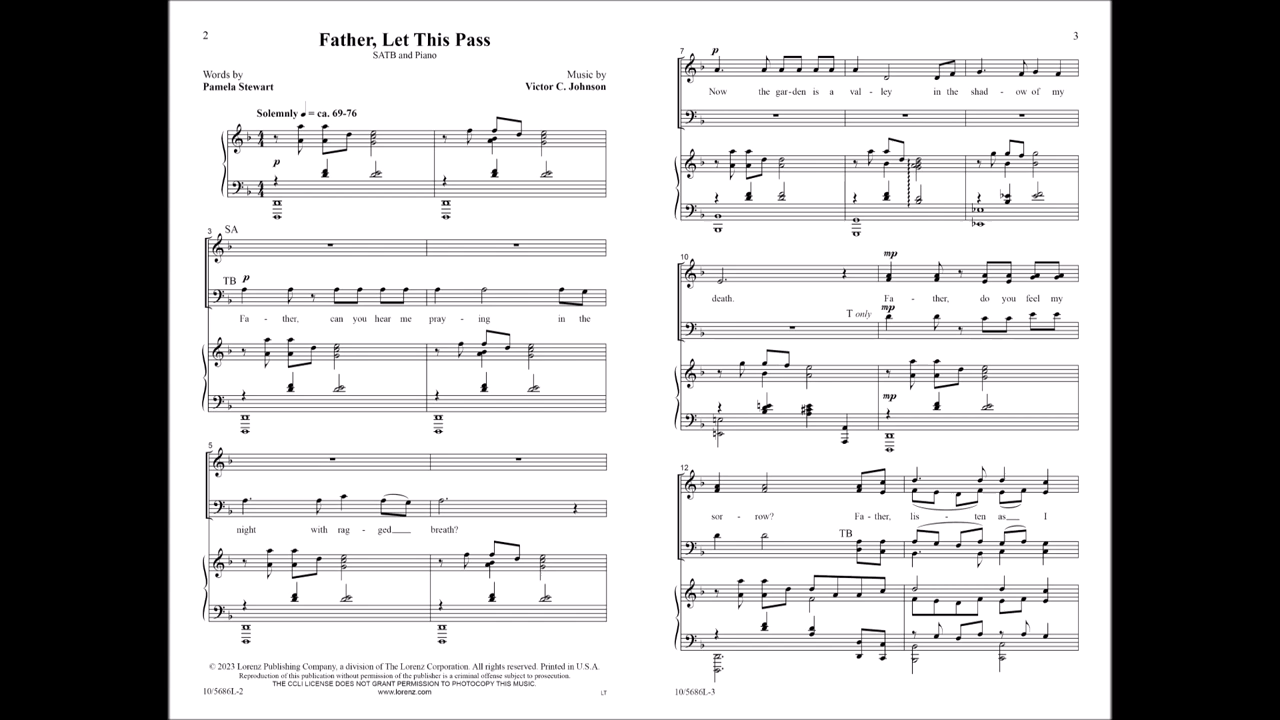 2
Father, Let This Pass
SATB and Piano
Words by
Pamela Stewart
Music by
Victor C. Johnson
Solemnly ♩ = ca. 69-76
p
3
SA
TB
p
Fa - ther, can you hear me pray - ing in the
5
night with rag - ged breath?
© 2023 Lorenz Publishing Company, a division of The Lorenz Corporation. All rights reserved. Printed in U.S.A.
Reproduction of this publication without permission of the publisher is a criminal offense subject to prosecution.
THE CCLI LICENSE DOES NOT GRANT PERMISSION TO PHOTOCOPY THIS MUSIC.
www.lorenz.com
10/5686L-2
LT
3
7
p
Now the gar-den is a val - ley in the shad - ow of my
10
mp
death. Fa - ther, do you feel my
T only
mp
mp
12
sor - row? Fa - ther, lis - ten as I
TB
10/5686L-3